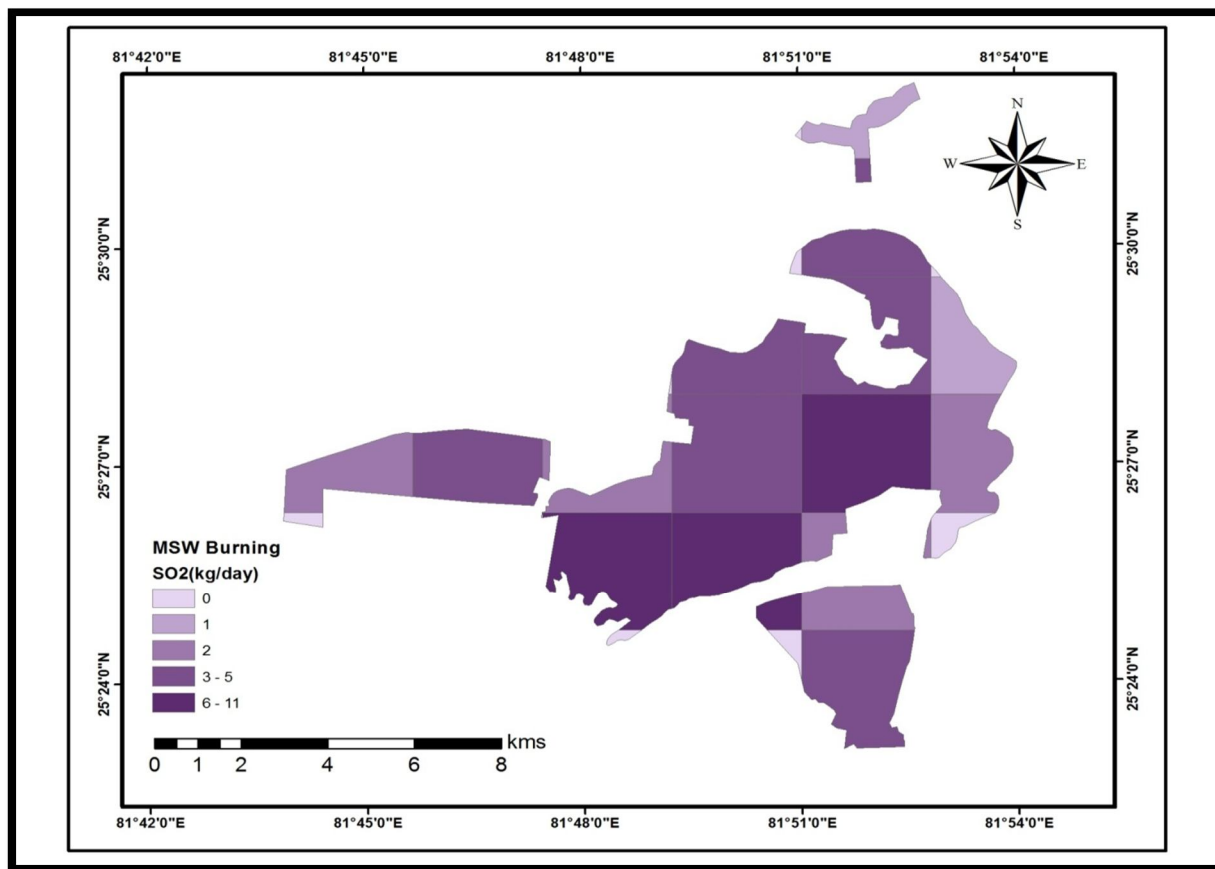 81°42'0"E 81°45'0"E 81°48'0"E 81°51'0"E 81°54'0"E
N
W E
S
25°30'0"N 25°30'0"N
25°27'0"N 25°27'0"N
MSW Burning
SO2(kg/day)
0
1
2
3 - 5
6 - 11
25°24'0"N 25°24'0"N
kms
0 1 2 4 6 8
81°42'0"E 81°45'0"E 81°48'0"E 81°51'0"E 81°54'0"E